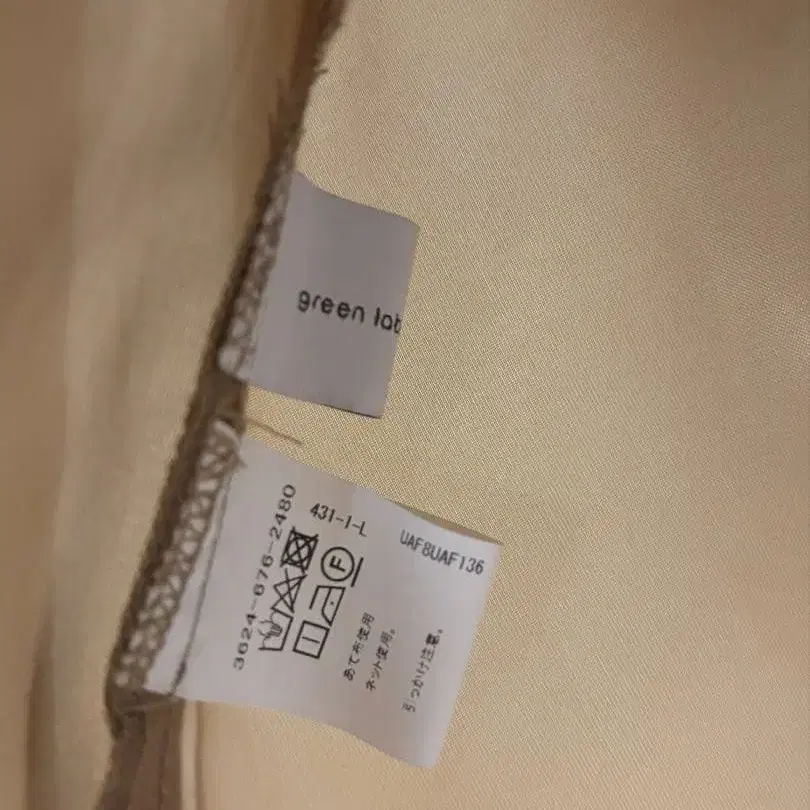 green lab
3624-676-2480
431-1-L
UAF8UAF136
F
あて布使用
ネット使用。
引っかけ注意。